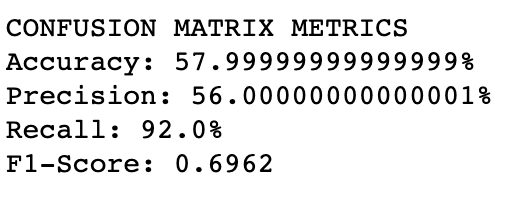 CONFUSION MATRIX METRICS
Accuracy: 57.99999999999999%
Precision: 56.00000000000001%
Recall: 92.0%
F1-Score: 0.6962